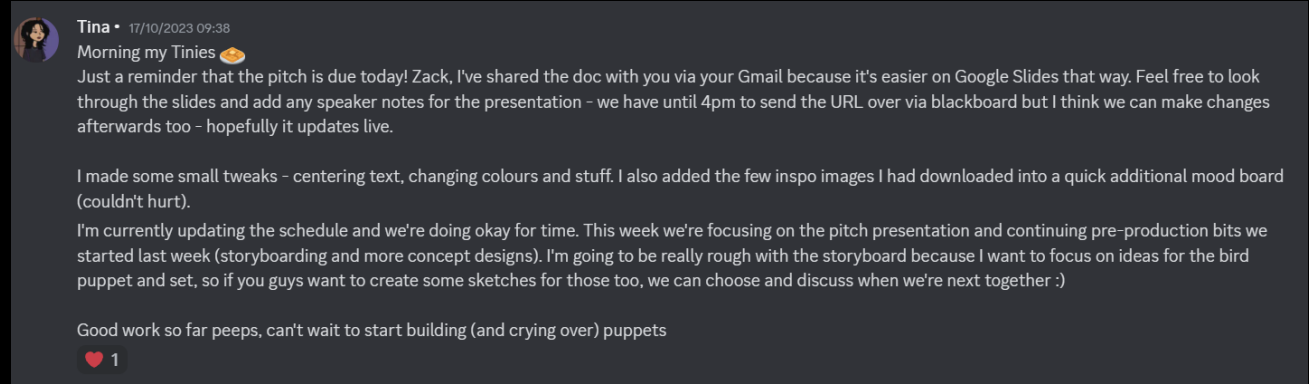 Tina • 17/10/2023 09:38
Morning my Tinies 🧇
Just a reminder that the pitch is due today! Zack, I've shared the doc with you via your Gmail because it's easier on Google Slides that way. Feel free to look
through the slides and add any speaker notes for the presentation - we have until 4pm to send the URL over via blackboard but I think we can make changes
afterwards too - hopefully it updates live.
I made some small tweaks - centering text, changing colours and stuff. I also added the few inspo images I had downloaded into a quick additional mood board
(couldn't hurt).
I'm currently updating the schedule and we're doing okay for time. This week we're focusing on the pitch presentation and continuing pre-production bits we
started last week (storyboarding and more concept designs). I'm going to be really rough with the storyboard because I want to focus on ideas for the bird
puppet and set, so if you guys want to create some sketches for those too, we can choose and discuss when we're next together :)
Good work so far peeps, can't wait to start building (and crying over) puppets
❤️ 1